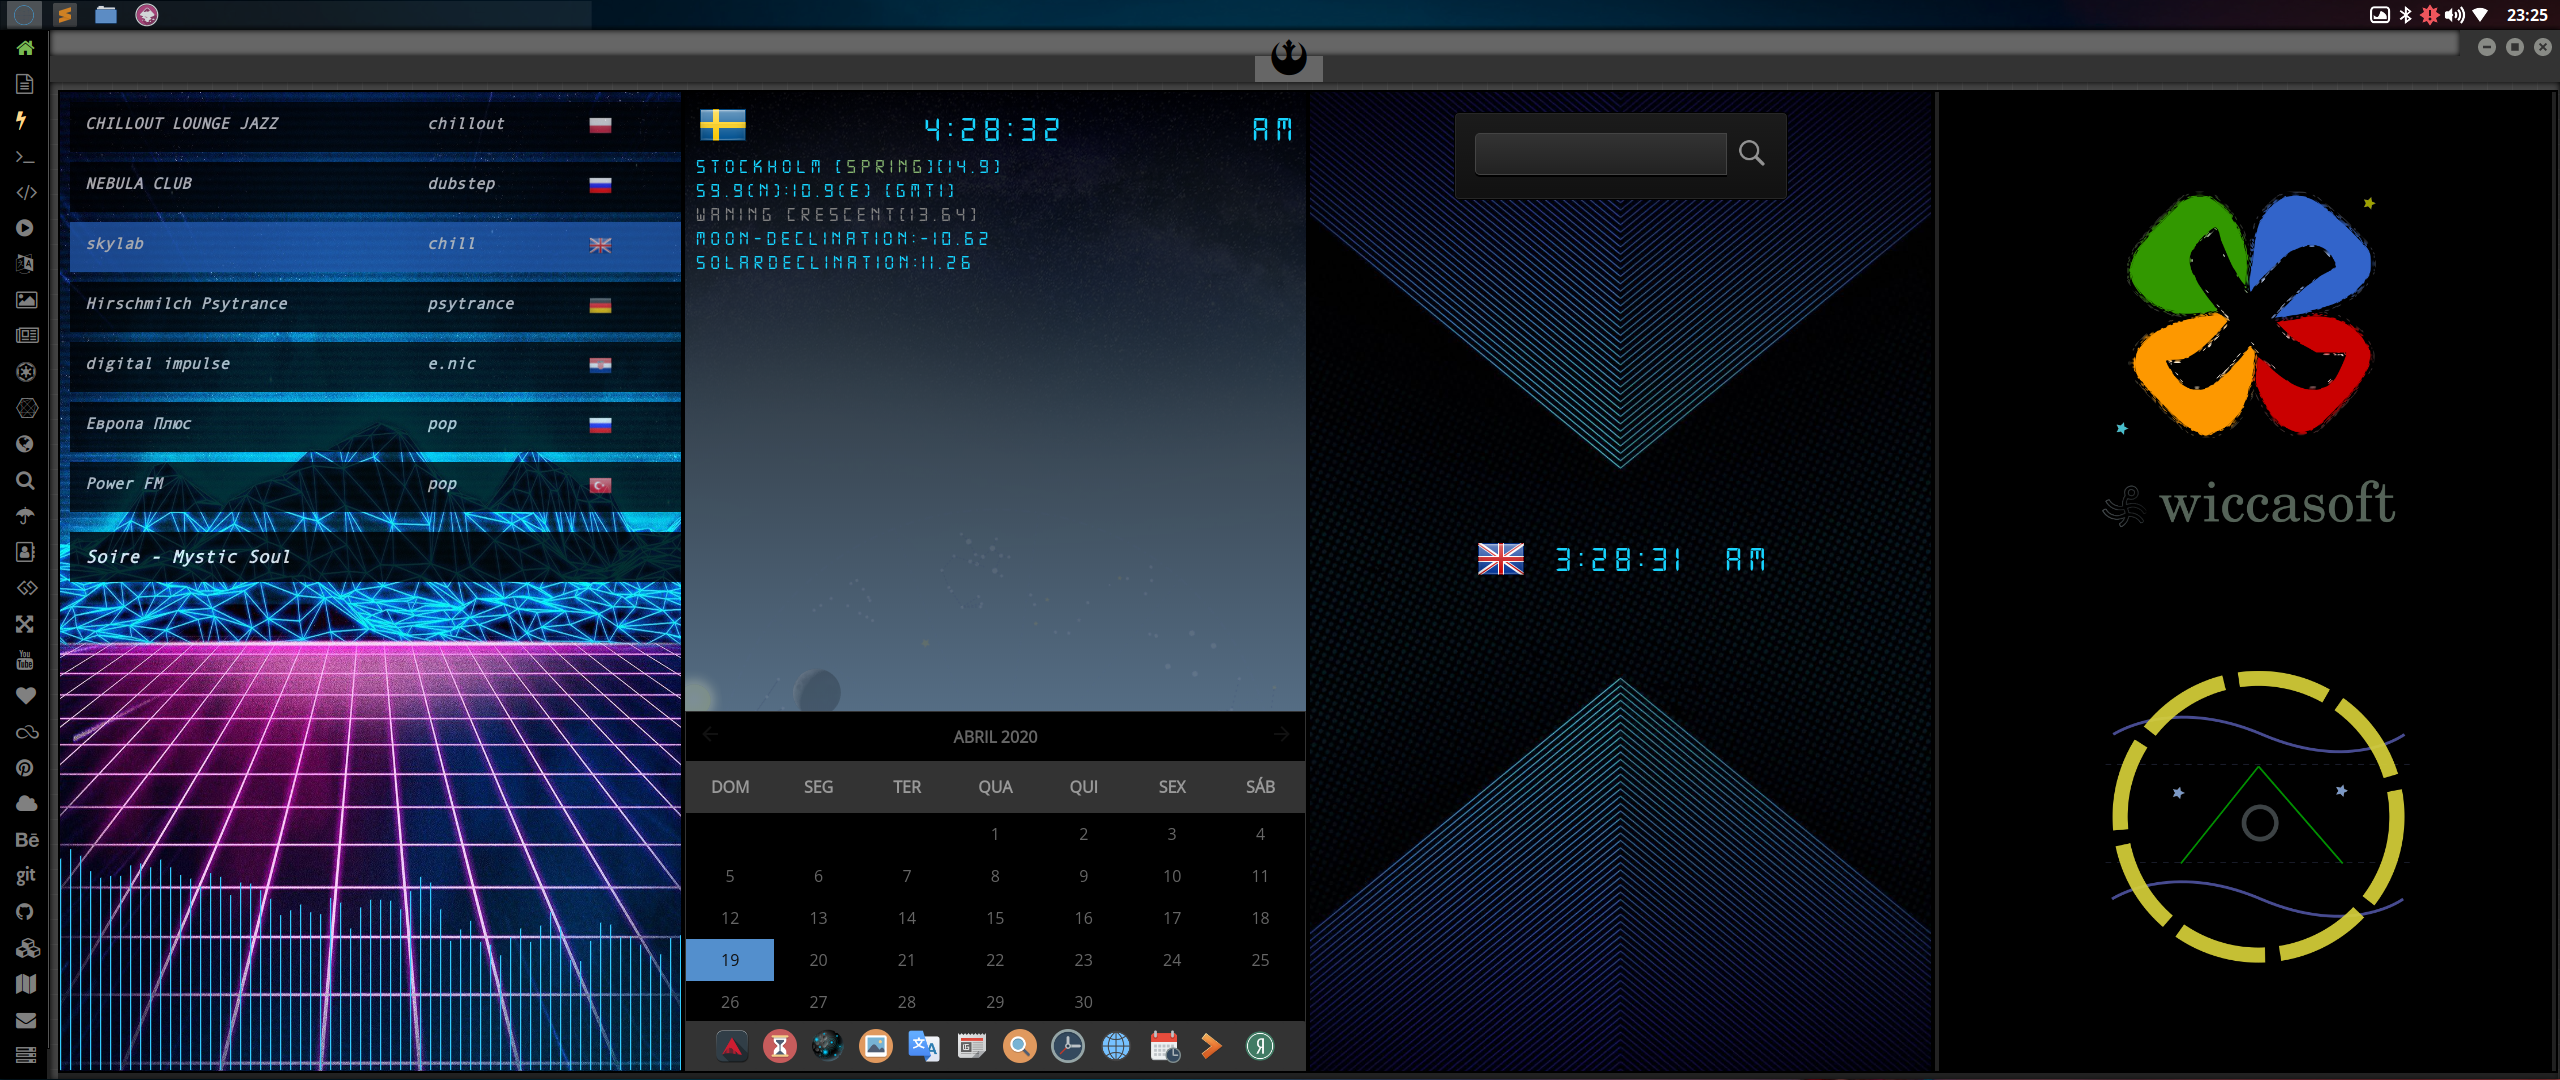 23:25
CHILLOUT LOUNGE JAZZ chillout
NEBULA CLUB dubstep
skylab chill
Hirschmilch Psytrance psytrance
digital impulse e.nic
Европа Плюс pop
Power FM pop
Soire - Mystic Soul
4:28:32 AM
STOCKHOLM [SPRING][14.9]
59.9(N):10.9(E) [GMT1]
WANING CRESCENT[13.64]
MOON-DECLINATION:-10.62
SOLARDECLINATION:11.26
ABRIL 2020
DOM SEG TER QUA QUI SEX SÁB
1 2 3 4
5 6 7 8 9 10 11
12 13 14 15 16 17 18
19 20 21 22 23 24 25
26 27 28 29 30
3:28:31 AM
wiccasoft
You
Tube
Bē
git